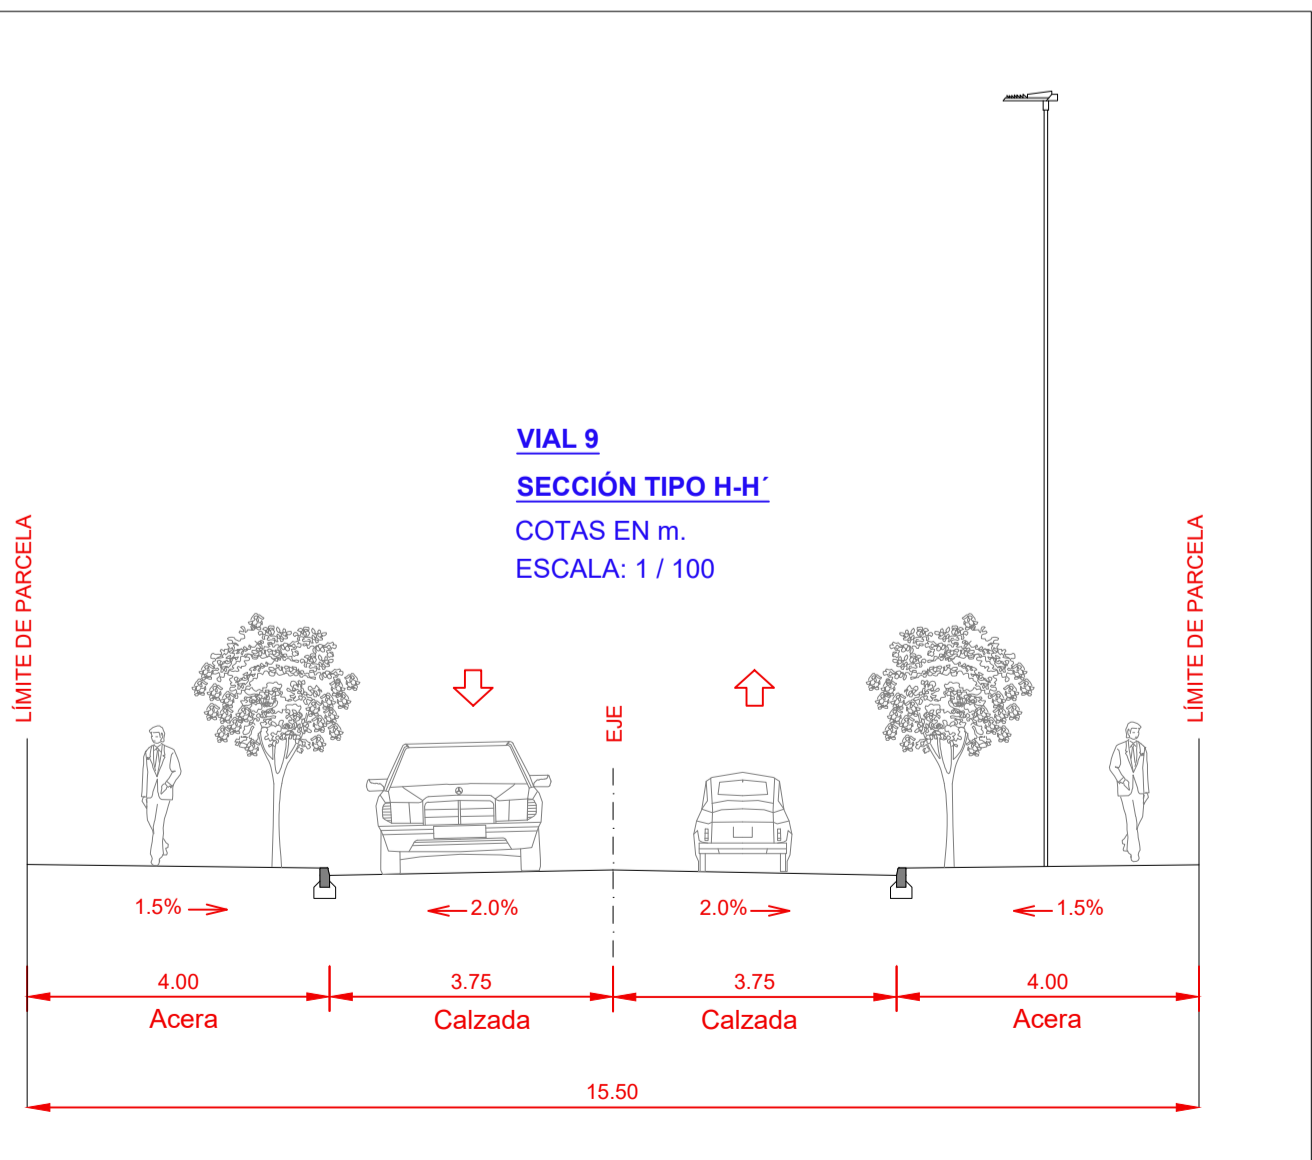 VIAL 9
SECCIÓN TIPO H-H´
COTAS EN m.
ESCALA: 1 / 100
LÍMITE DE PARCELA
EJE
LÍMITE DE PARCELA
1.5%
2.0%
2.0%
1.5%
4.00
3.75
3.75
4.00
Acera
Calzada
Calzada
Acera
15.50